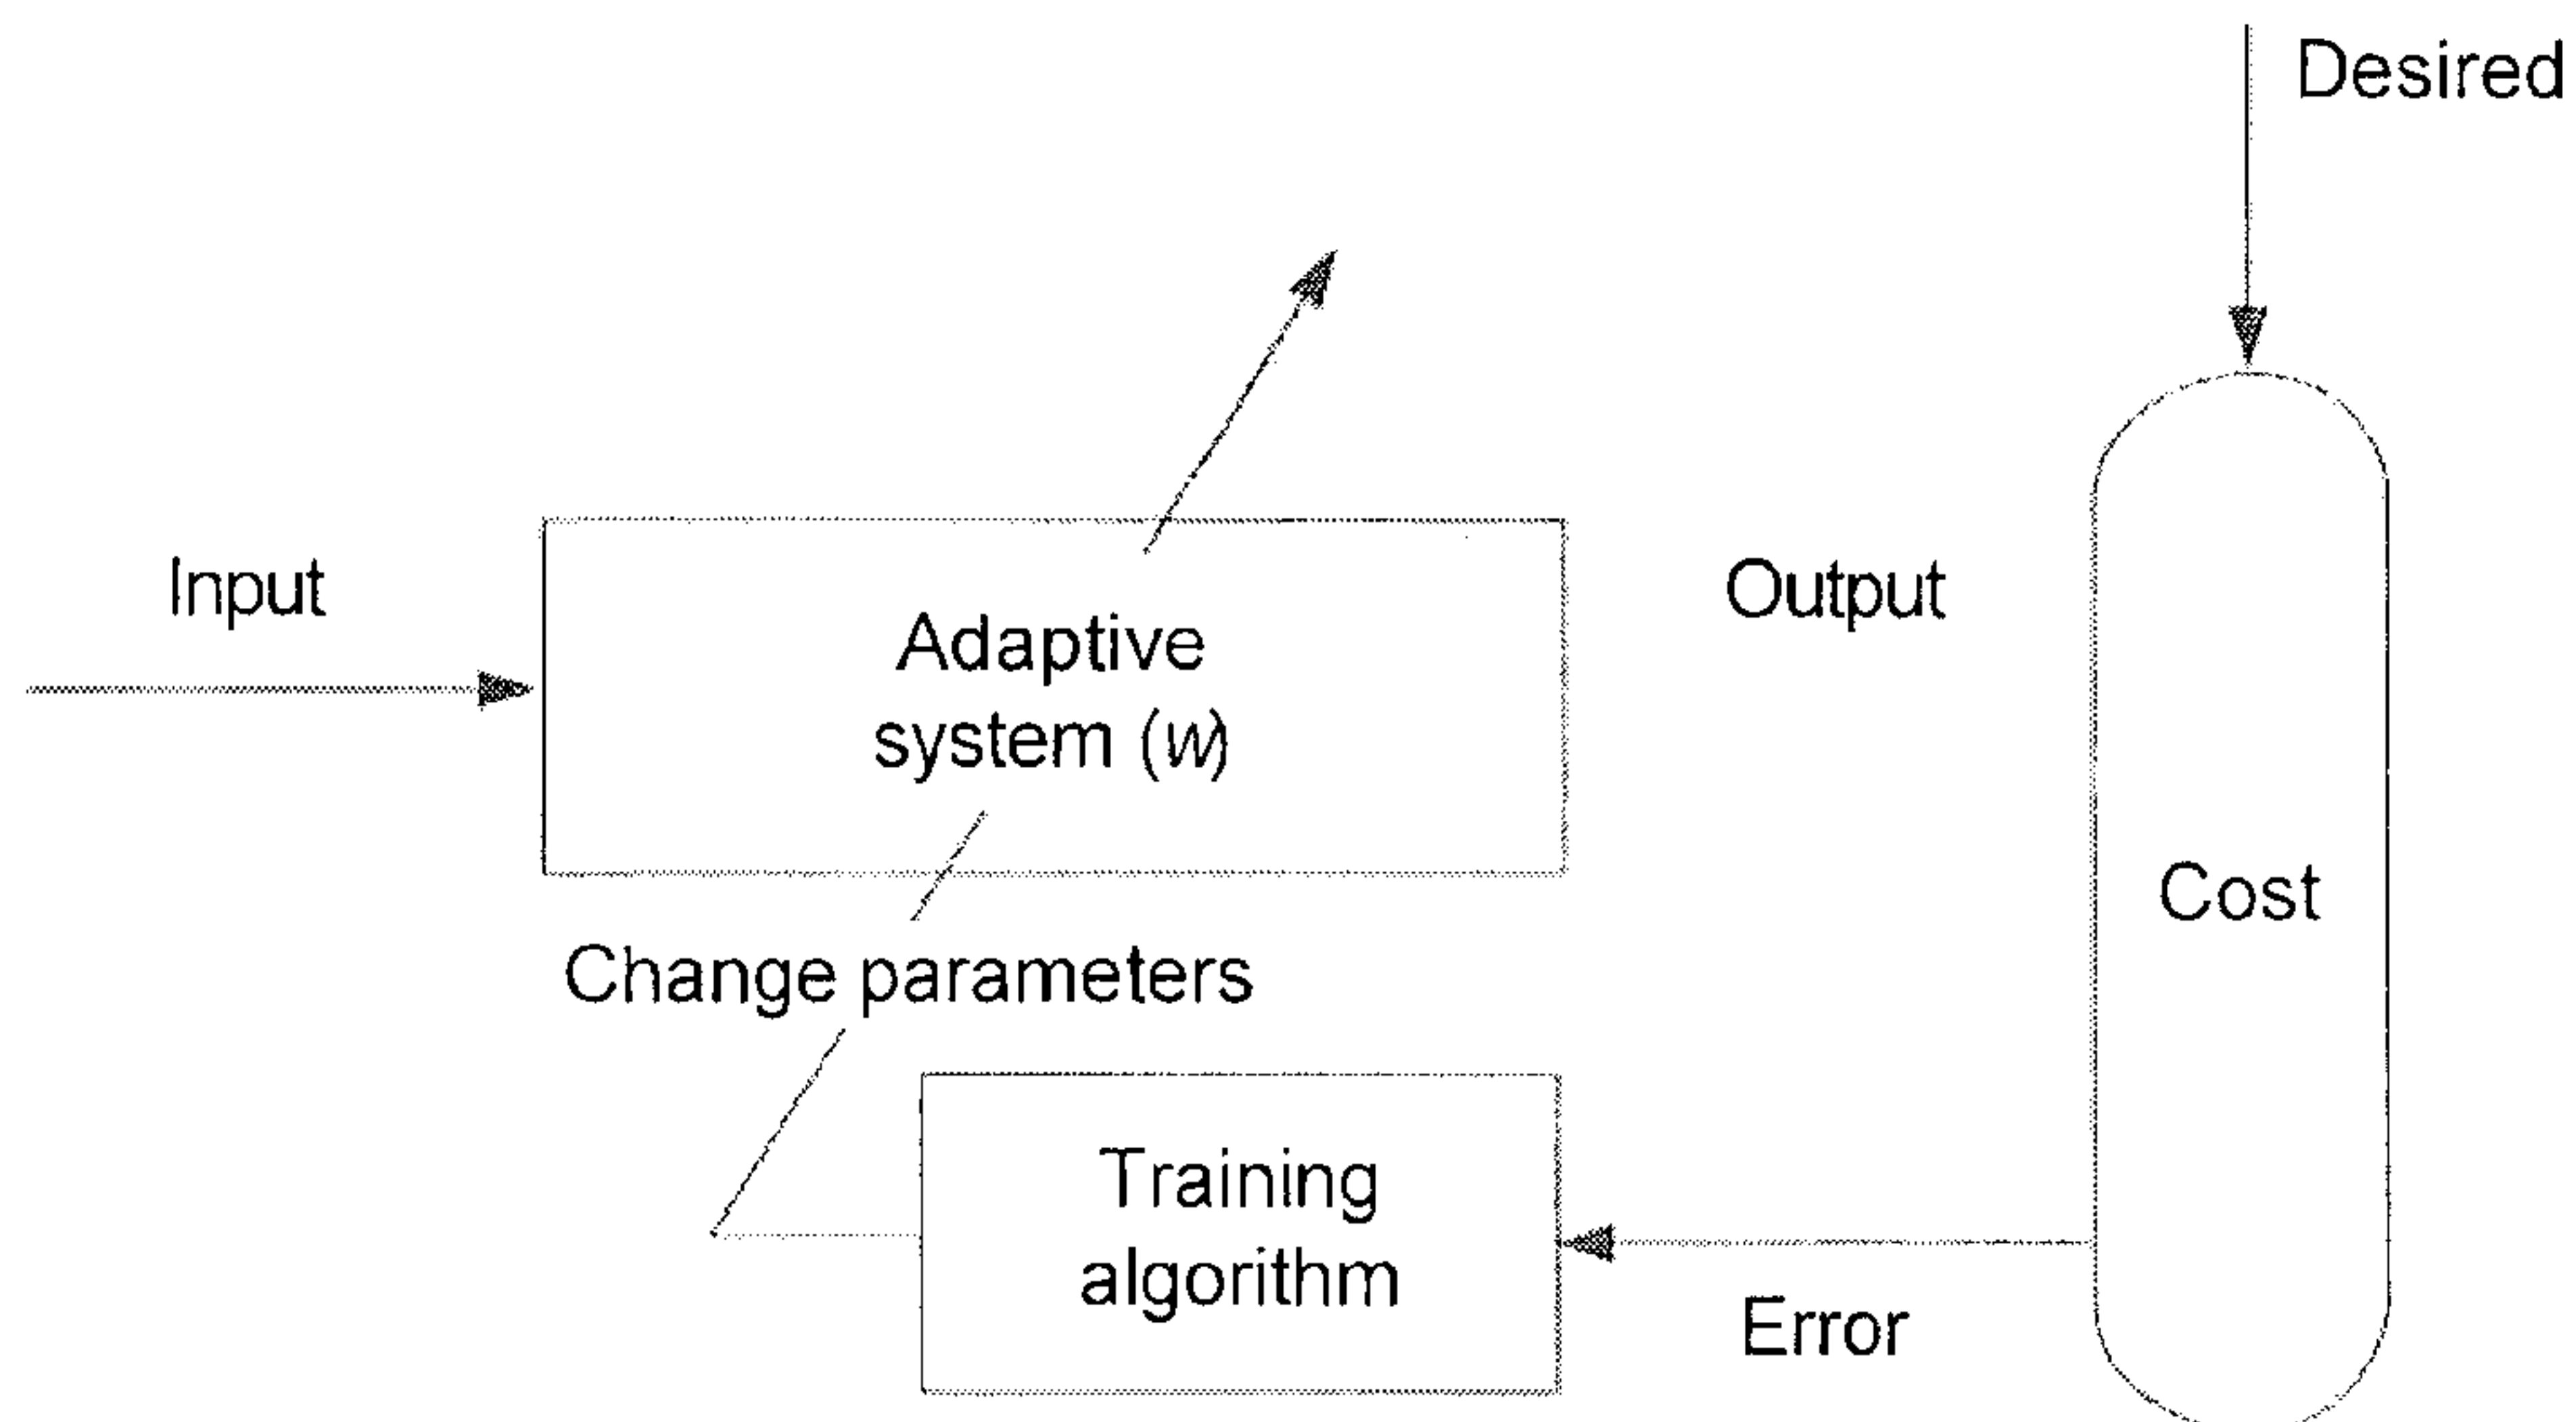 Desired
Input
Adaptive
system (w)
Output
Cost
Change parameters
Training
algorithm
Error